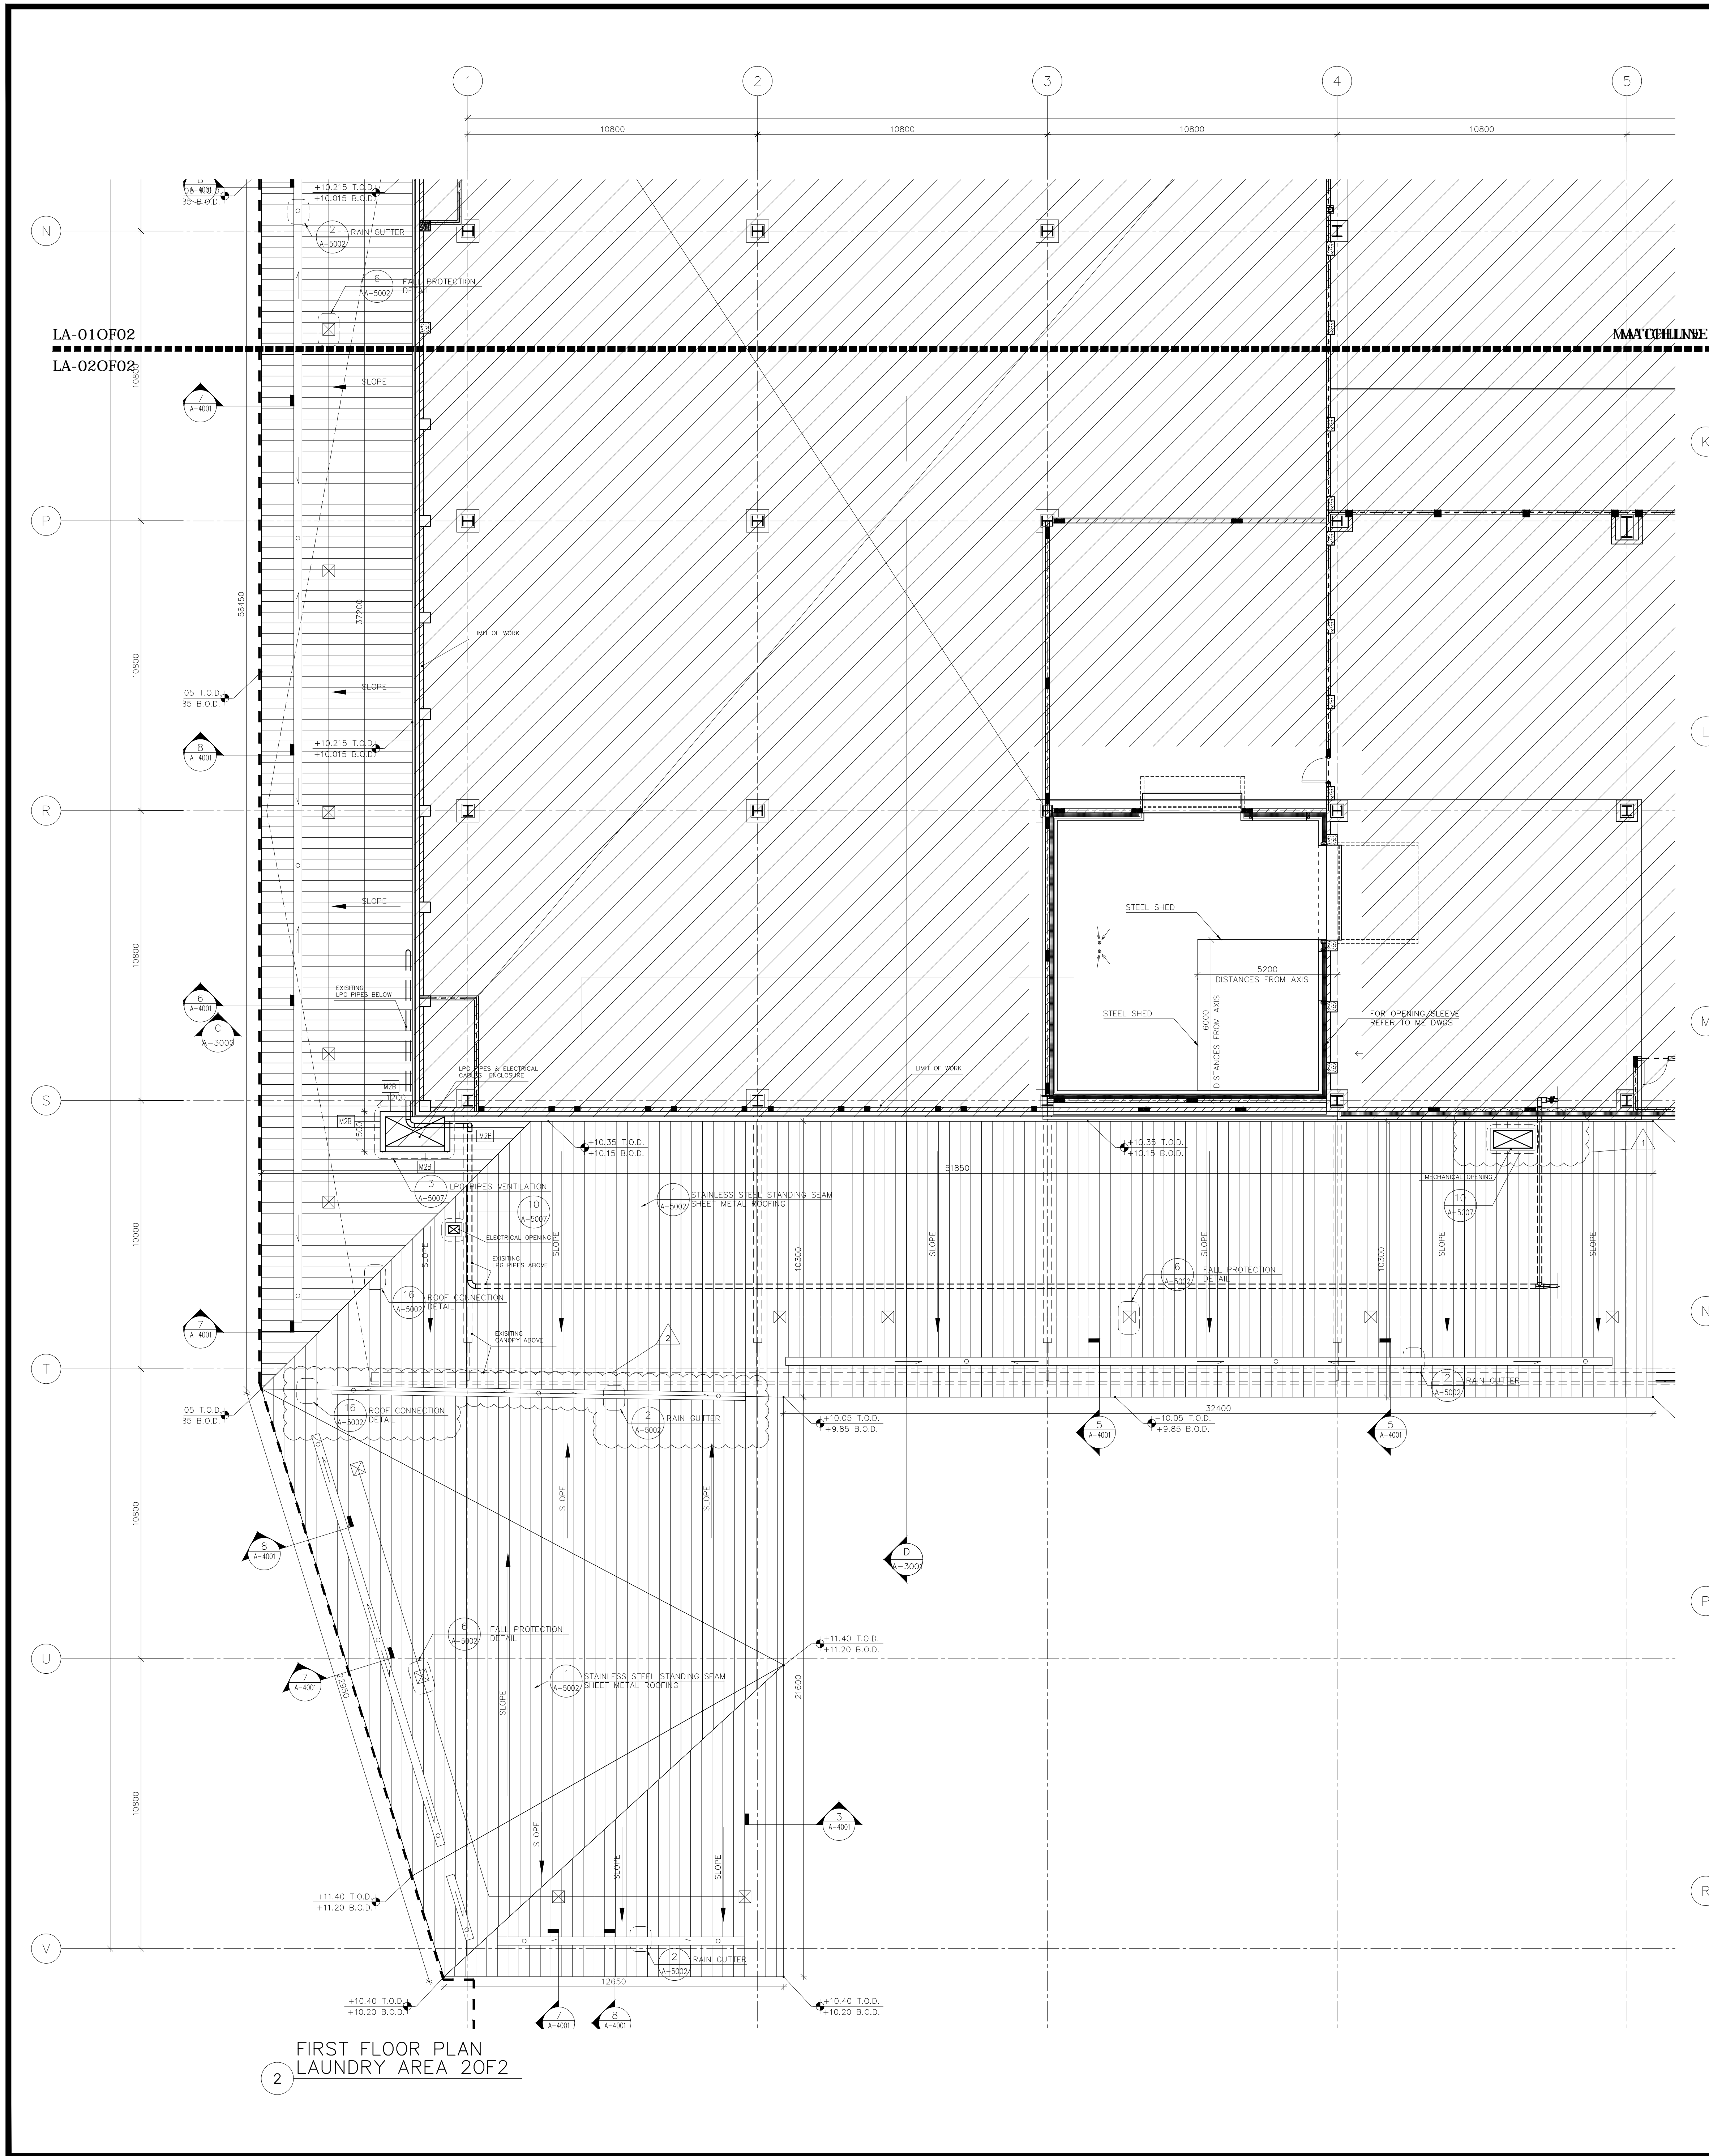 1
2
3
4
5
10800
10800
10800
10800
+10.215 T.O.D.
+10.015 B.O.D.
A-4001
N
2
A-5002
RAIN GUTTER
6
A-5002
FALL PROTECTION
DETAIL
LA-01OF02
LA-02OF02
10800
SLOPE
7
A-4001
K
P
58450
37200
10800
LIMIT OF WORK
05 T.O.D.
SLOPE
+10.215 T.O.D.
+10.015 B.O.D.
8
A-4001
L
R
SLOPE
10800
STEEL SHED
5200
DISTANCES FROM AXIS
6000
DISTANCES FROM AXIS
STEEL SHED
FOR OPENING/SLEEVE
REFER TO ME DWGS
EXISITING
LPG PIPES BELOW
6
A-4001
C
A-3000
M
LPG PIPES & ELECTRICAL
CABLES ENCLOSURE
LIMIT OF WORK
S
M2B
1200
M2B
1500
M2B
M2B
+10.35 T.O.D.
+10.15 B.O.D.
+10.35 T.O.D.
+10.15 B.O.D.
1
51850
3
A-5007
LPG PIPES VENTILATION
1
A-5002
STAINLESS STEEL STANDING SEAM
SHEET METAL ROOFING
MECHANICAL OPENING
10
A-5007
10
A-5007
ELECTRICAL OPENING
EXISITING
LPG PIPES ABOVE
10000
SLOPE
SLOPE
10300
SLOPE
SLOPE
10300
SLOPE
SLOPE
6
A-5002
FALL PROTECTION
DETAIL
16
A-5002
ROOF CONNECTION
DETAIL
7
A-4001
EXISITING
CANOPY ABOVE
2
N
T
2
A-5002
RAIN GUTTER
05 T.O.D.
16
A-5002
ROOF CONNECTION
DETAIL
2
A-5002
RAIN GUTTER
+10.05 T.O.D.
+9.85 B.O.D.
32400
+10.05 T.O.D.
+9.85 B.O.D.
5
A-4001
5
A-4001
10800
SLOPE
SLOPE
8
A-4001
D
A-3001
P
6
A-5002
FALL PROTECTION
DETAIL
+11.40 T.O.D.
+11.20 B.O.D.
U
7
A-4001
22950
1
A-5002
STAINLESS STEEL STANDING SEAM
SHEET METAL ROOFING
SLOPE
21600
10800
3
A-4001
SLOPE
SLOPE
SLOPE
+11.40 T.O.D.
+11.20 B.O.D.
R
V
2
A-5002
RAIN GUTTER
12650
+10.40 T.O.D.
+10.20 B.O.D.
+10.40 T.O.D.
+10.20 B.O.D.
7
A-4001
8
A-4001
2
FIRST FLOOR PLAN
LAUNDRY AREA 2OF2